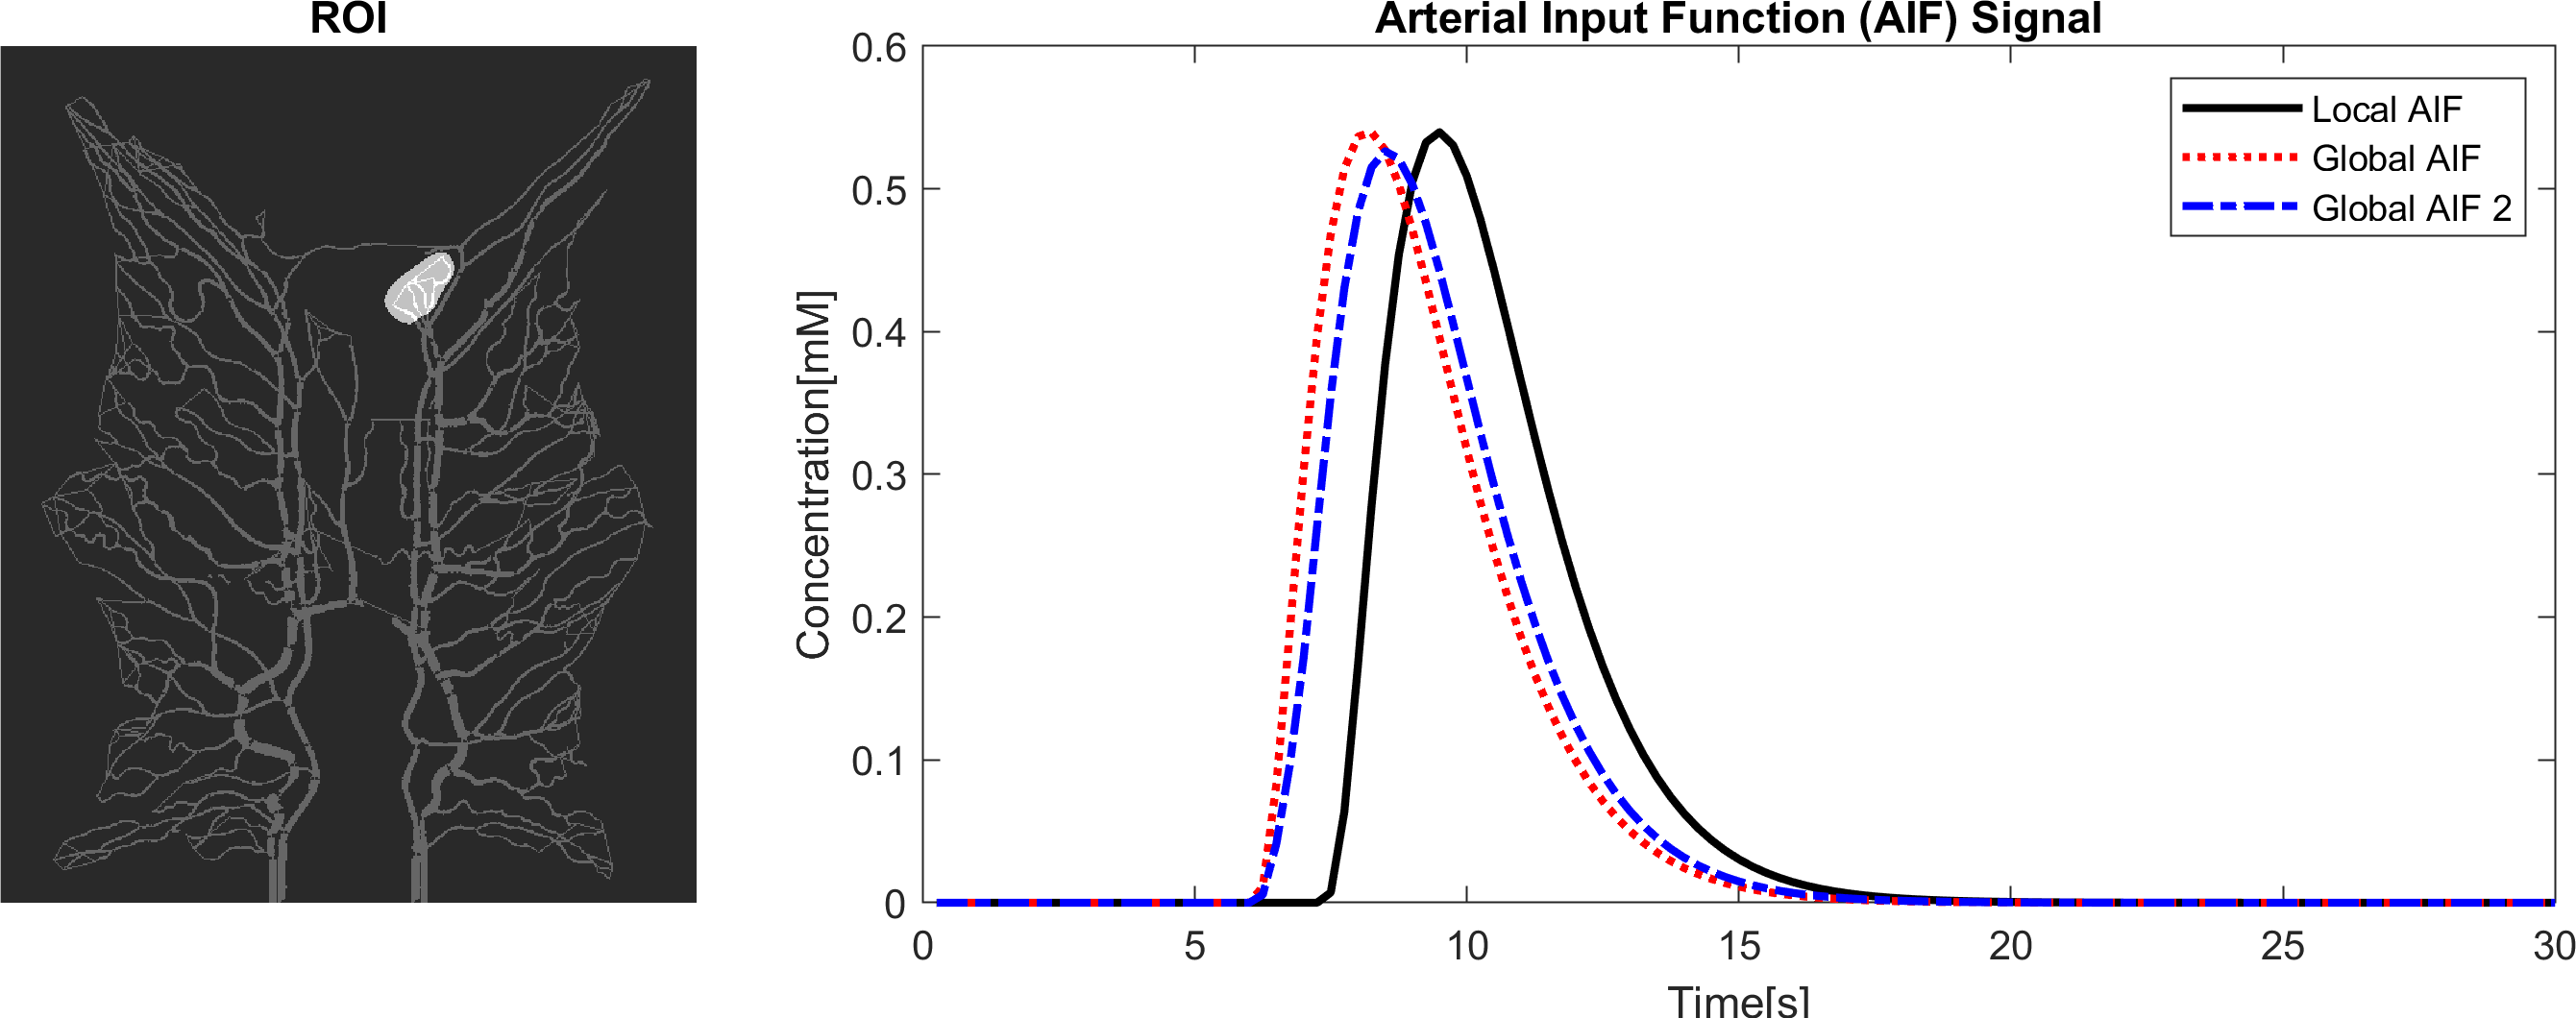 ROI
Arterial Input Function (AIF) Signal
0.6
0.5
0.4
0.3
0.2
0.1
0
Concentration[mM]
Local AIF
Global AIF
Global AIF 2
0 5 10 15 20 25 30
Time[s]